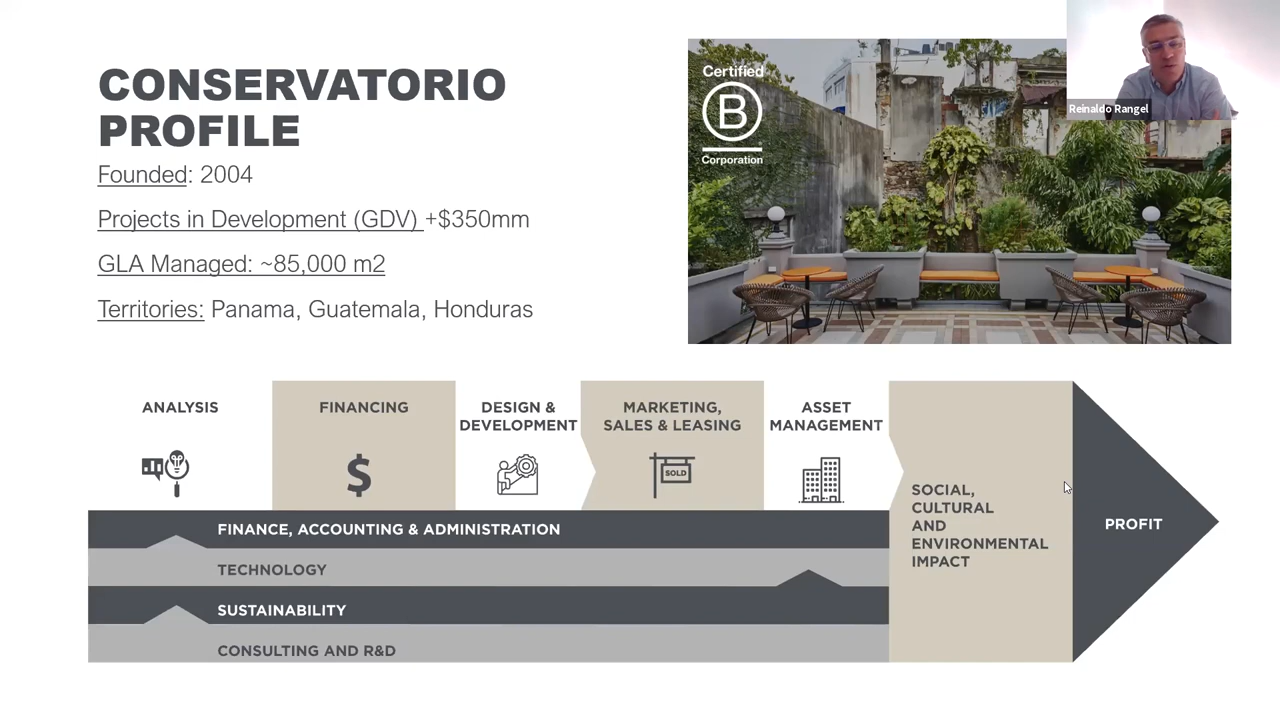 CONSERVATORIO
PROFILE
Founded: 2004
Projects in Development (GDV) +$350mm
GLA Managed: ~85,000 m2
Territories: Panama, Guatemala, Honduras
Certified
B
Corporation
Reinaldo Rangel
ANALYSIS
FINANCING
$
DESIGN &
DEVELOPMENT
MARKETING,
SALES & LEASING
SOLD
ASSET
MANAGEMENT
FINANCE, ACCOUNTING & ADMINISTRATION
TECHNOLOGY
SUSTAINABILITY
CONSULTING AND R&D
SOCIAL,
CULTURAL
AND
ENVIRONMENTAL
IMPACT
PROFIT